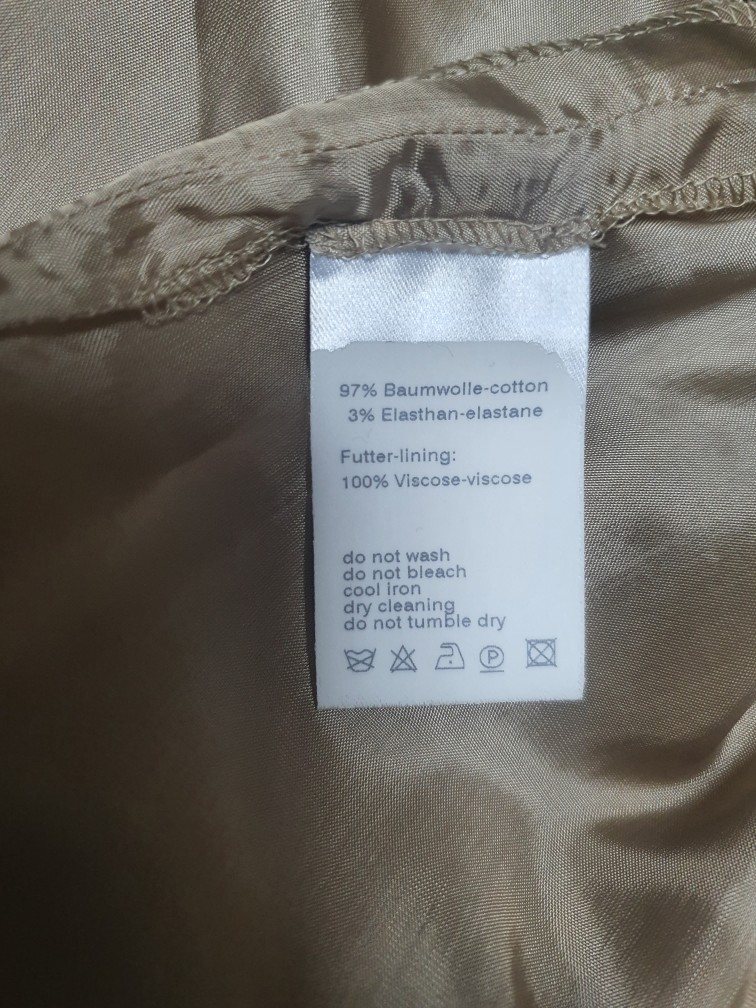 97% Baumwolle-cotton
3% Elasthan-elastane
Futter-lining:
100% Viscose-viscose
do not wash
do not bleach
cool iron
dry cleaning
do not tumble dry
P